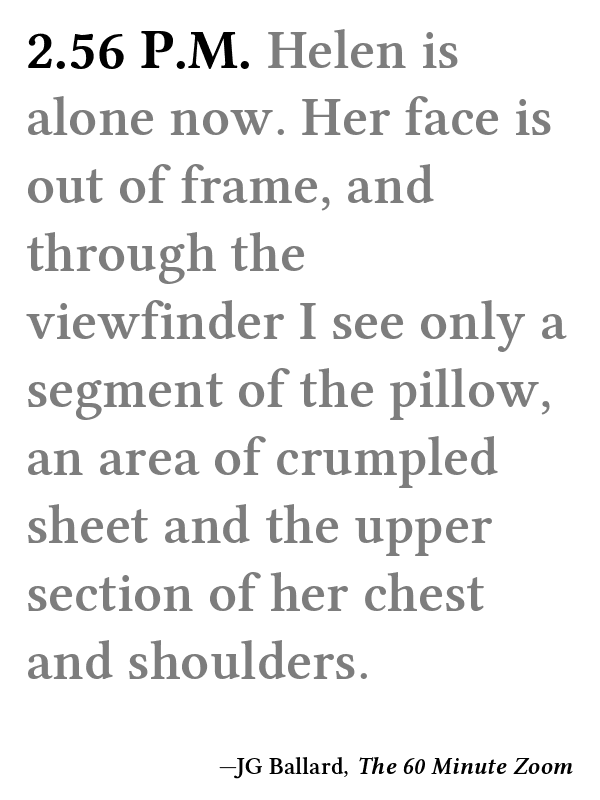 2.56 P.M. Helen is
alone now. Her face is
out of frame, and
through the
viewfinder I see only a
segment of the pillow,
an area of crumpled
sheet and the upper
section of her chest
and shoulders.
—JG Ballard, The 60 Minute Zoom